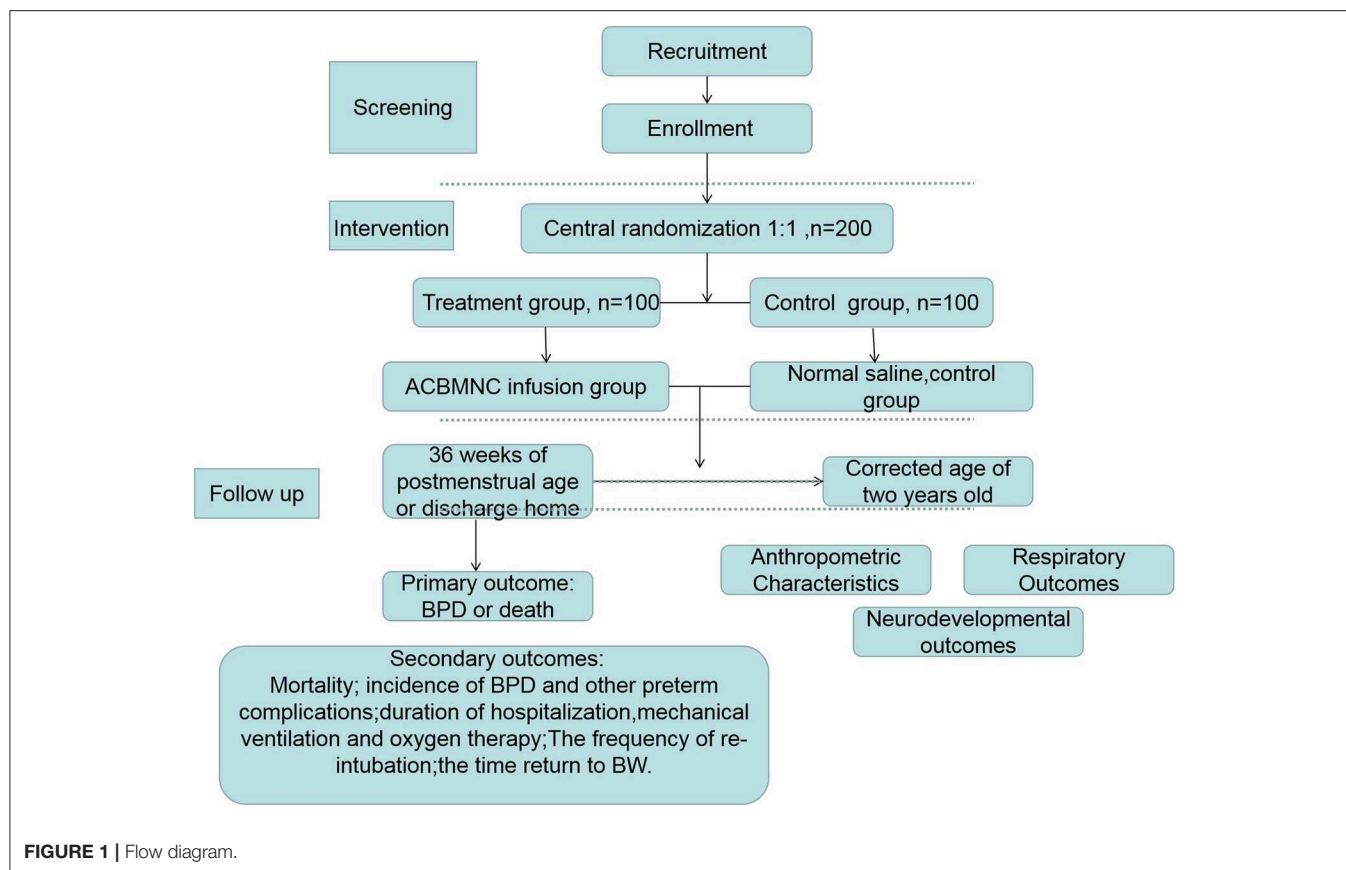 Recruitment
Screening
Enrollment
Intervention
Central randomization 1:1 ,n=200
Treatment group, n=100
Control group, n=100
ACBMNC infusion group
Normal saline,control
group
Follow up
36 weeks of
postmenstrual age
or discharge home
Corrected age of
two years old
Primary outcome:
BPD or death
Anthropometric
Characteristics
Respiratory
Outcomes
Neurodevelopmental
outcomes
Secondary outcomes:
Mortality; incidence of BPD and other preterm
complications;duration of hospitalization,mechanical
ventilation and oxygen therapy;The frequency of re-
intubation;the time return to BW.
FIGURE 1 | Flow diagram.